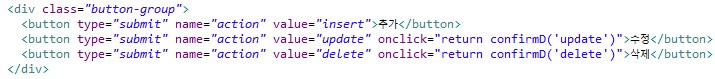 <div class="button-group">
<button type="submit" name="action" value="insert">추가</button>
<button type="submit" name="action" value="update" onclick="return confirmD('update')">수정</button>
<button type="submit" name="action" value="delete" onclick="return confirmD('delete')">삭제</button>
</div>